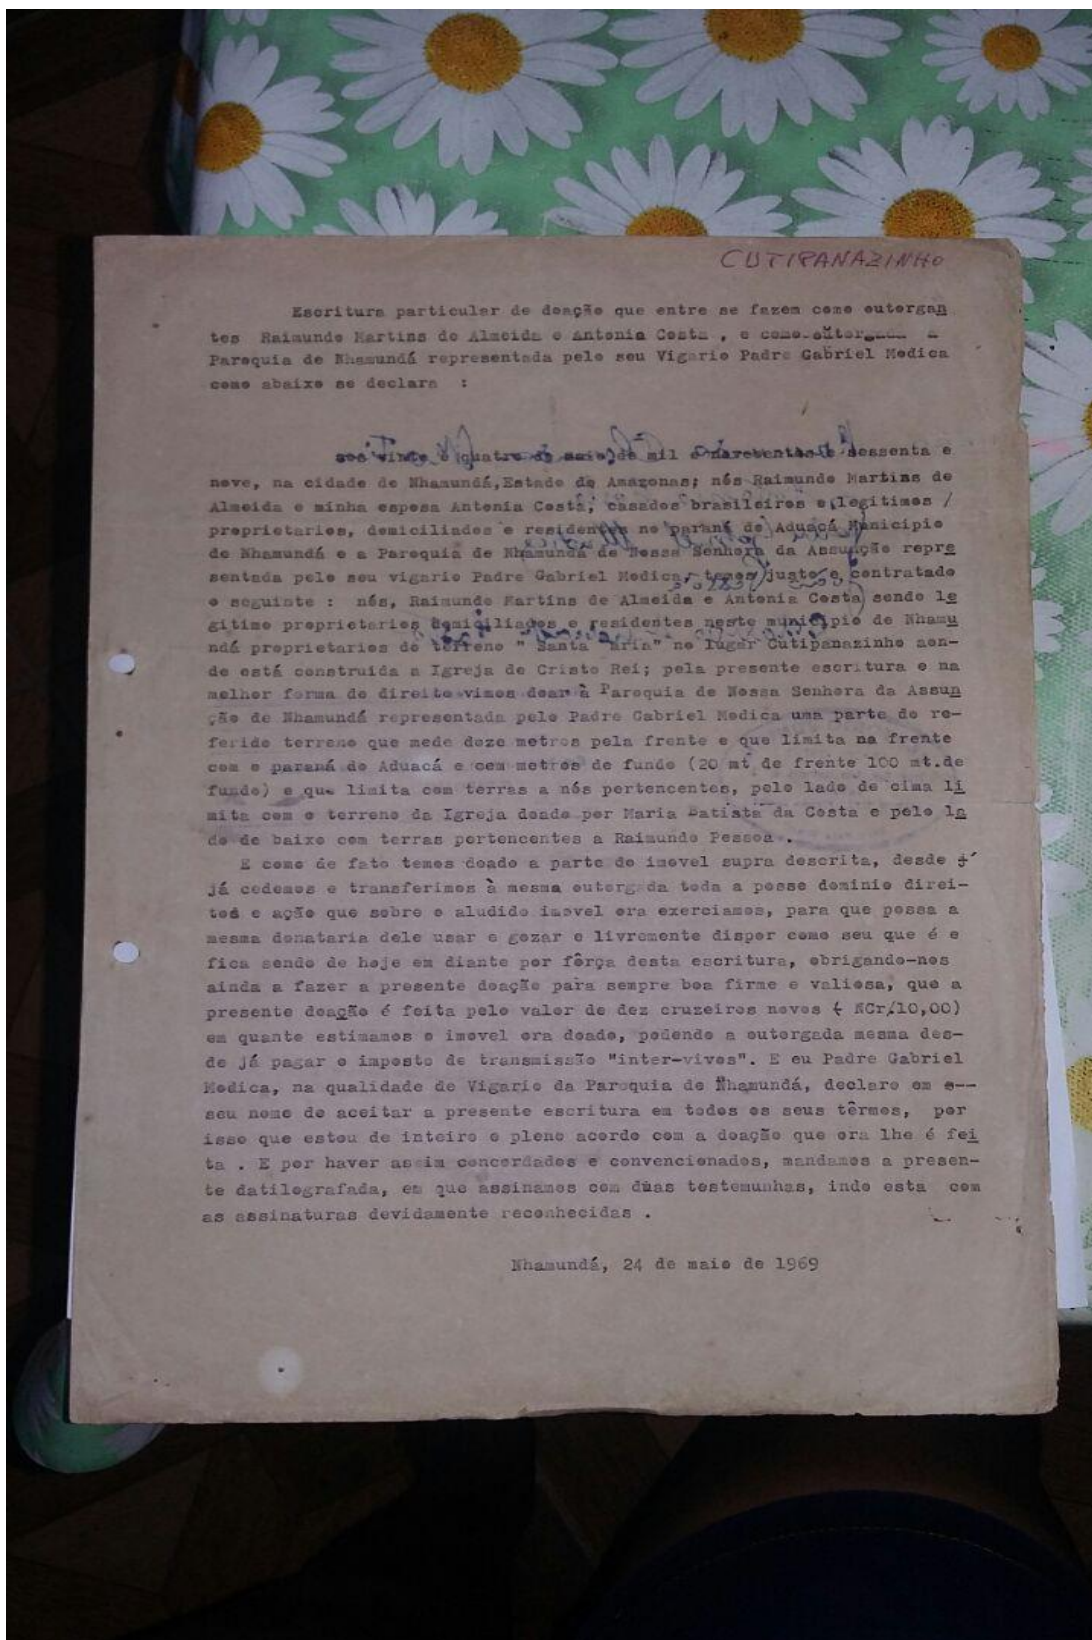 CUTIPANAZINHO
Escritura particular de doação que entre se fazem como outorgan
tes Raimundo Martins de Almeida e Antonia Costa , e como outorgada a
Paroquia de Nhamundá representada pelo seu Vigario Padre Gabriel Modica
como abaixo se declara :
aos vinte e quatro de maio de mil e novecentos e sessenta e
nove, na cidade de Nhamundá,Estado do Amazonas; nós Raimundo Martins de
Almeida e minha esposa Antonia Costa, casados brasileiros e legitimos /
proprietarios, domiciliados e residentes no paraná do Aduacá Municipio
de Nhamundá e a Paroquia de Nhamundá de Nossa Senhora da Assunção repre
sentada pelo seu vigario Padre Gabriel Modica, temos justo e contratado
o seguinte : nós, Raimundo Martins de Almeida e Antonia Costa sendo le
gitimo proprietarios domiciliados e residentes neste municipio de Nhamu
ndá proprietarios do terreno " Santa aria" no lugar Cutipanazinho aon-
de está construida a Igreja de Cristo Rei; pela presente escritura e na
melhor forma de direito vimos doar à Paroquia de Nossa Senhora da Assun
ção de Nhamundá representada pelo Padre Gabriel Modica uma parte do re-
ferido terreno que mede doze metros pela frente e que limita na frente
com o paraná do Aduacá e cem metros de fundo (20 mt de frente 100 mt.de
fundo) e que limita com terras a nós pertencentes, pelo lado de cima li
mita com o terreno da Igreja doado por Maria Batista da Costa e pelo la
do de baixo com terras pertencentes a Raimundo Pessoa .
E como de fato temos doado a parte do imovel supra descrita, desde
já cedemos e transferimos à mesma outorgada toda a posse dominio direi-
tos e ação que sobre o aludido imovel ora exerciamos, para que possa a
mesma donataria dele usar e gozar e livremente dispor como seu que é e
fica sendo de hoje em diante por fôrça desta escritura, obrigando-nos
ainda a fazer a presente doação para sempre boa firme e valiosa, que a
presente doação é feita pelo valor de dez cruzeiros novos ( NCr/10,00)
em quanto estimamos o imovel ora doado, podendo a outorgada mesma des-
de já pagar o imposto de transmissão "inter-vivos". E eu Padre Gabriel
Modica, na qualidade de Vigario da Paroquia de Nhamundá, declaro em e--
seu nome de aceitar a presente escritura em todos os seus têrmos, por
isso que estou de inteiro e pleno acordo com a doação que ora lhe é fei
ta . E por haver assim concordados e convencionados, mandamos a presen-
te datilografada, em que assinamos com duas testemunhas, indo esta com
as assinaturas devidamente reconhecidas .
Nhamundá, 24 de maio de 1969